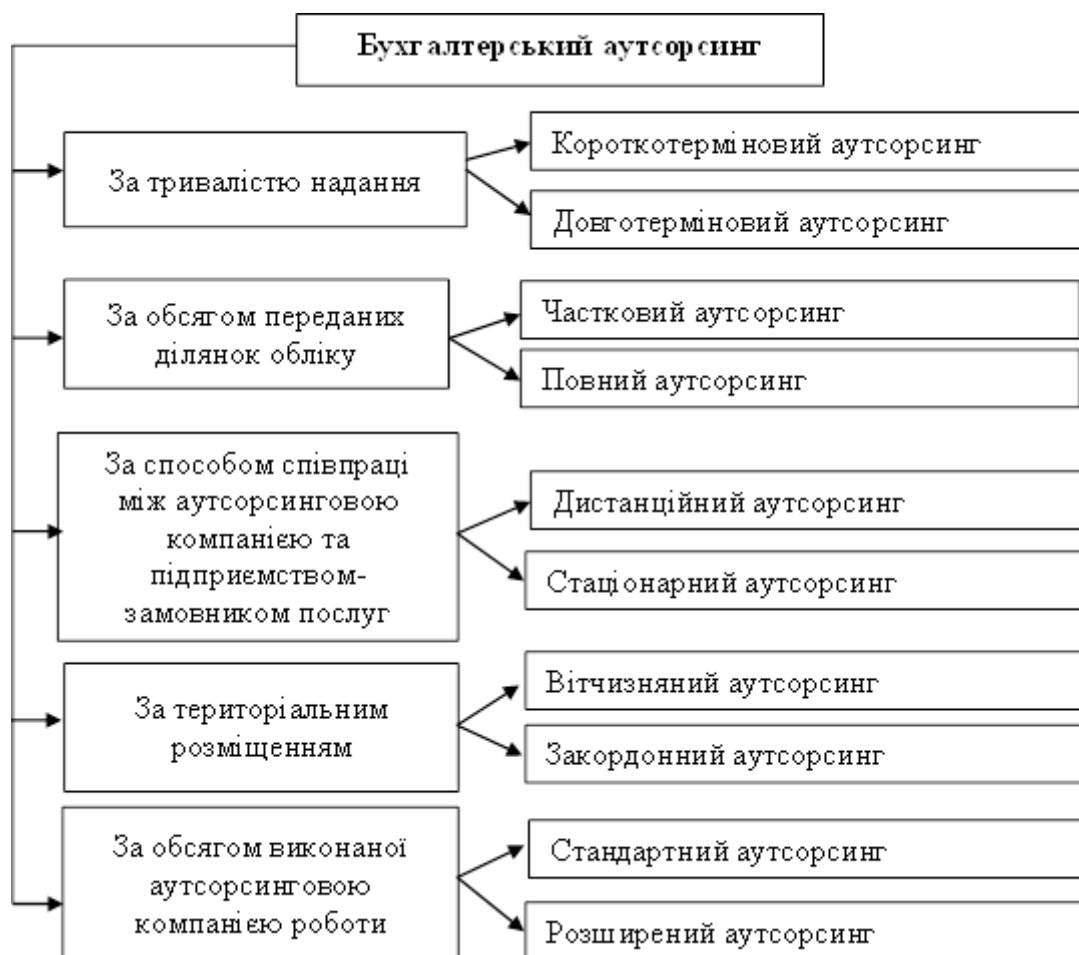 Бухгалтерський аутсорсинг
За тривалістю надання
Короткотерміновий аутсорсинг
Довготерміновий аутсорсинг
За обсягом переданих
ділянок обліку
Частковий аутсорсинг
Повний аутсорсинг
За способом співпраці
між аутсорсинговою
компанією та
підприємством-
замовником послуг
Дистанційний аутсорсинг
Стаціонарний аутсорсинг
За територіальним
розміщенням
Вітчизняний аутсорсинг
Закордонний аутсорсинг
За обсягом виконаної
аутсорсинговою
компанією роботи
Стандартний аутсорсинг
Розширений аутсорсинг